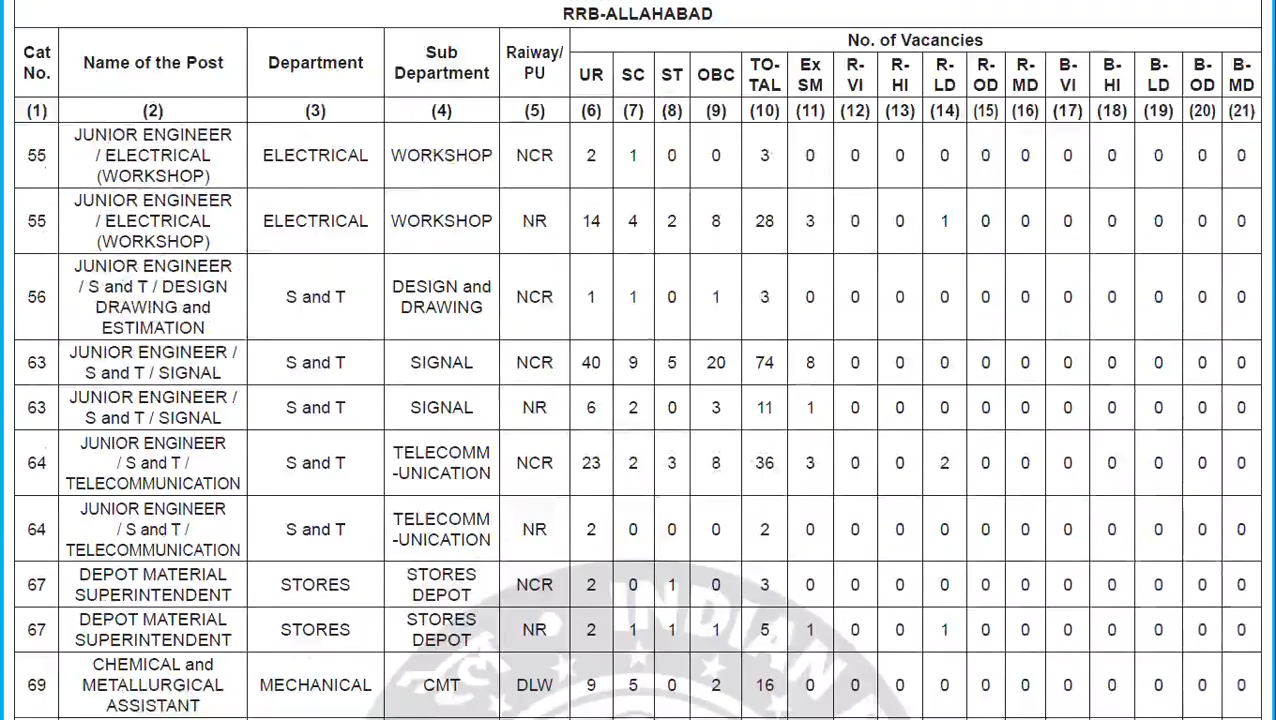 RRB-ALLAHABAD
Cat No. Name of the Post Department Sub Department Raiway/ PU No. of Vacancies
UR SC ST OBC TO-TAL Ex SM R-VI R-HI R-LD R-OD R-MD B-VI B-HI B-LD B-OD B-MD
(1) (2) (3) (4) (5) (6) (7) (8) (9) (10) (11) (12) (13) (14) (15) (16) (17) (18) (19) (20) (21)
55 JUNIOR ENGINEER / ELECTRICAL (WORKSHOP) ELECTRICAL WORKSHOP NCR 2 1 0 0 3 0 0 0 0 0 0 0 0 0 0 0
55 JUNIOR ENGINEER / ELECTRICAL (WORKSHOP) ELECTRICAL WORKSHOP NR 14 4 2 8 28 3 0 0 1 0 0 0 0 0 0 0
56 JUNIOR ENGINEER / S and T / DESIGN DRAWING and ESTIMATION S and T DESIGN and DRAWING NCR 1 1 0 1 3 0 0 0 0 0 0 0 0 0 0 0
63 JUNIOR ENGINEER / S and T / SIGNAL S and T SIGNAL NCR 40 9 5 20 74 8 0 0 0 0 0 0 0 0 0 0
63 JUNIOR ENGINEER / S and T / SIGNAL S and T SIGNAL NR 6 2 0 3 11 1 0 0 0 0 0 0 0 0 0 0
64 JUNIOR ENGINEER / S and T / TELECOMMUNICATION S and T TELECOMM -UNICATION NCR 23 2 3 8 36 3 0 0 2 0 0 0 0 0 0 0
64 JUNIOR ENGINEER / S and T / TELECOMMUNICATION S and T TELECOMM -UNICATION NR 2 0 0 0 2 0 0 0 0 0 0 0 0 0 0 0
67 DEPOT MATERIAL SUPERINTENDENT STORES STORES DEPOT NCR 2 0 1 0 3 0 0 0 0 0 0 0 0 0 0 0
67 DEPOT MATERIAL SUPERINTENDENT STORES STORES DEPOT NR 2 1 1 1 5 1 0 0 1 0 0 0 0 0 0 0
69 CHEMICAL and METALLURGICAL ASSISTANT MECHANICAL CMT DLW 9 5 0 2 16 0 0 0 0 0 0 0 0 0 0 0
INDIAN